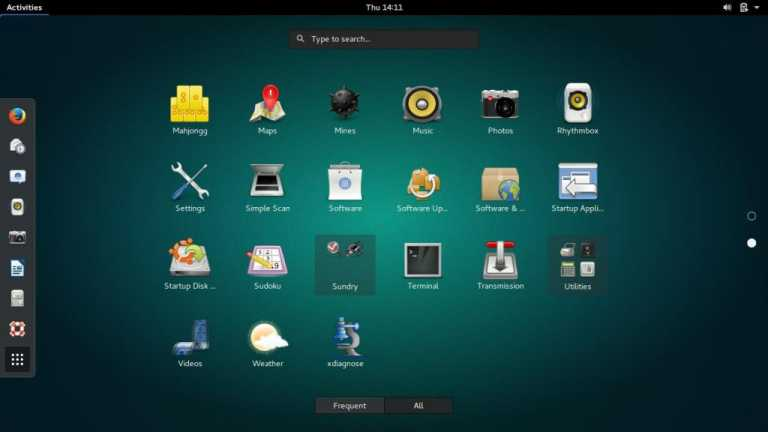 Activities
Thu 14:11
Type to search...
Mahjongg
Maps
Mines
Music
Photos
Rhythmbox
Settings
Simple Scan
Software
Software Up...
Software & ...
Startup Appli...
Startup Disk ...
Sudoku
Sundry
Terminal
Transmission
Utilities
Videos
Weather
xdiagnose
Frequent
All